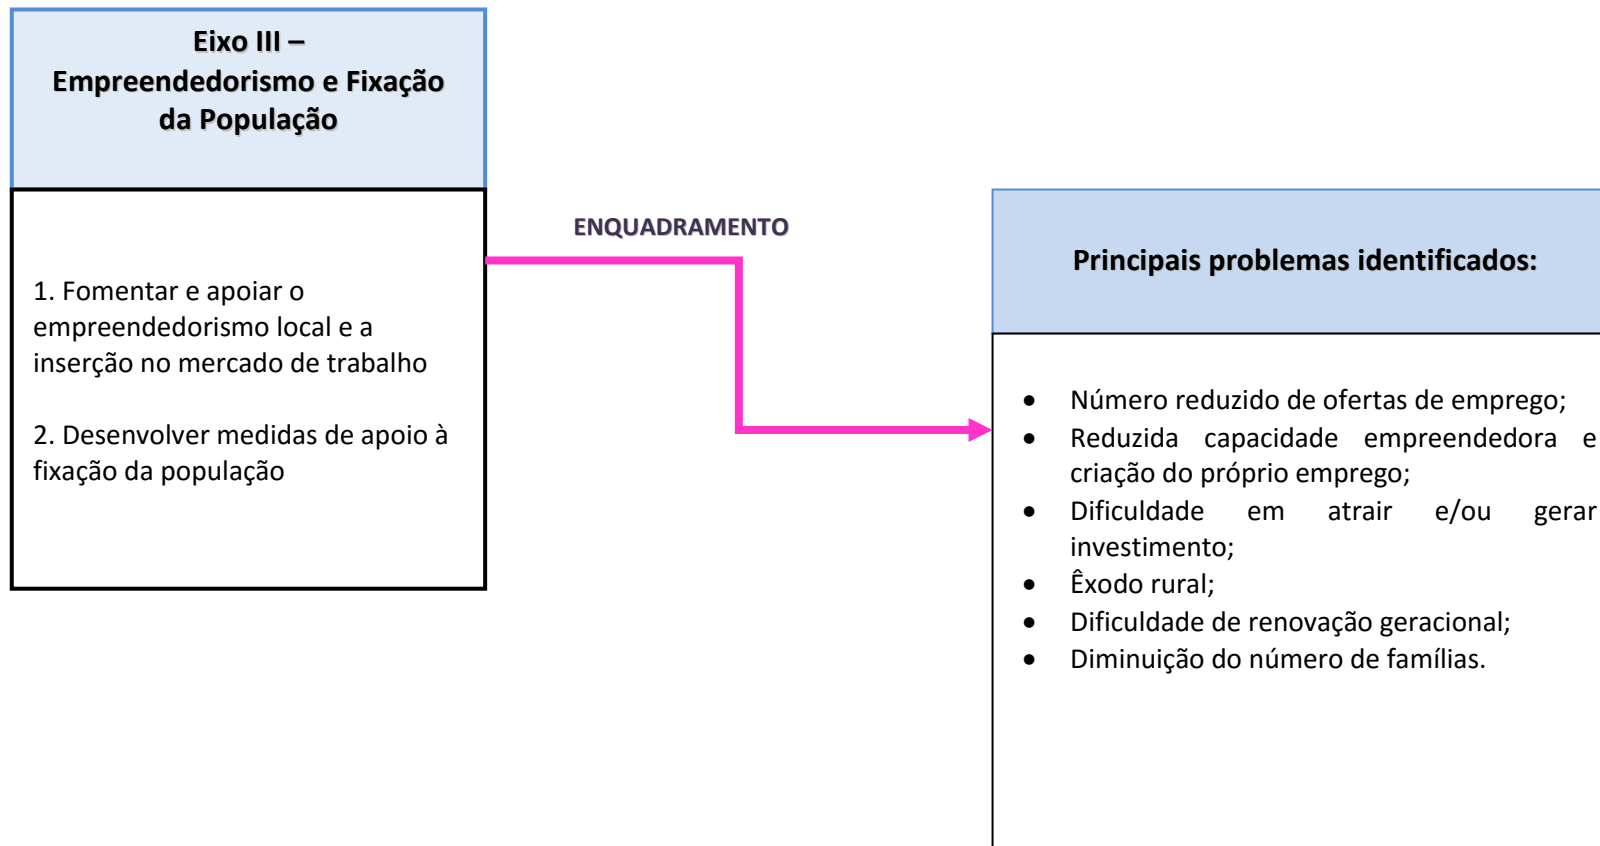 Eixo III –
Empreendedorismo e Fixação
da População
1. Fomentar e apoiar o
empreendedorismo local e a
inserção no mercado de trabalho
2. Desenvolver medidas de apoio à
fixação da população
ENQUADRAMENTO
Principais problemas identificados:
• Número reduzido de ofertas de emprego;
• Reduzida capacidade empreendedora e
criação do próprio emprego;
• Dificuldade em atrair e/ou gerar
investimento;
• Êxodo rural;
• Dificuldade de renovação geracional;
• Diminuição do número de famílias.